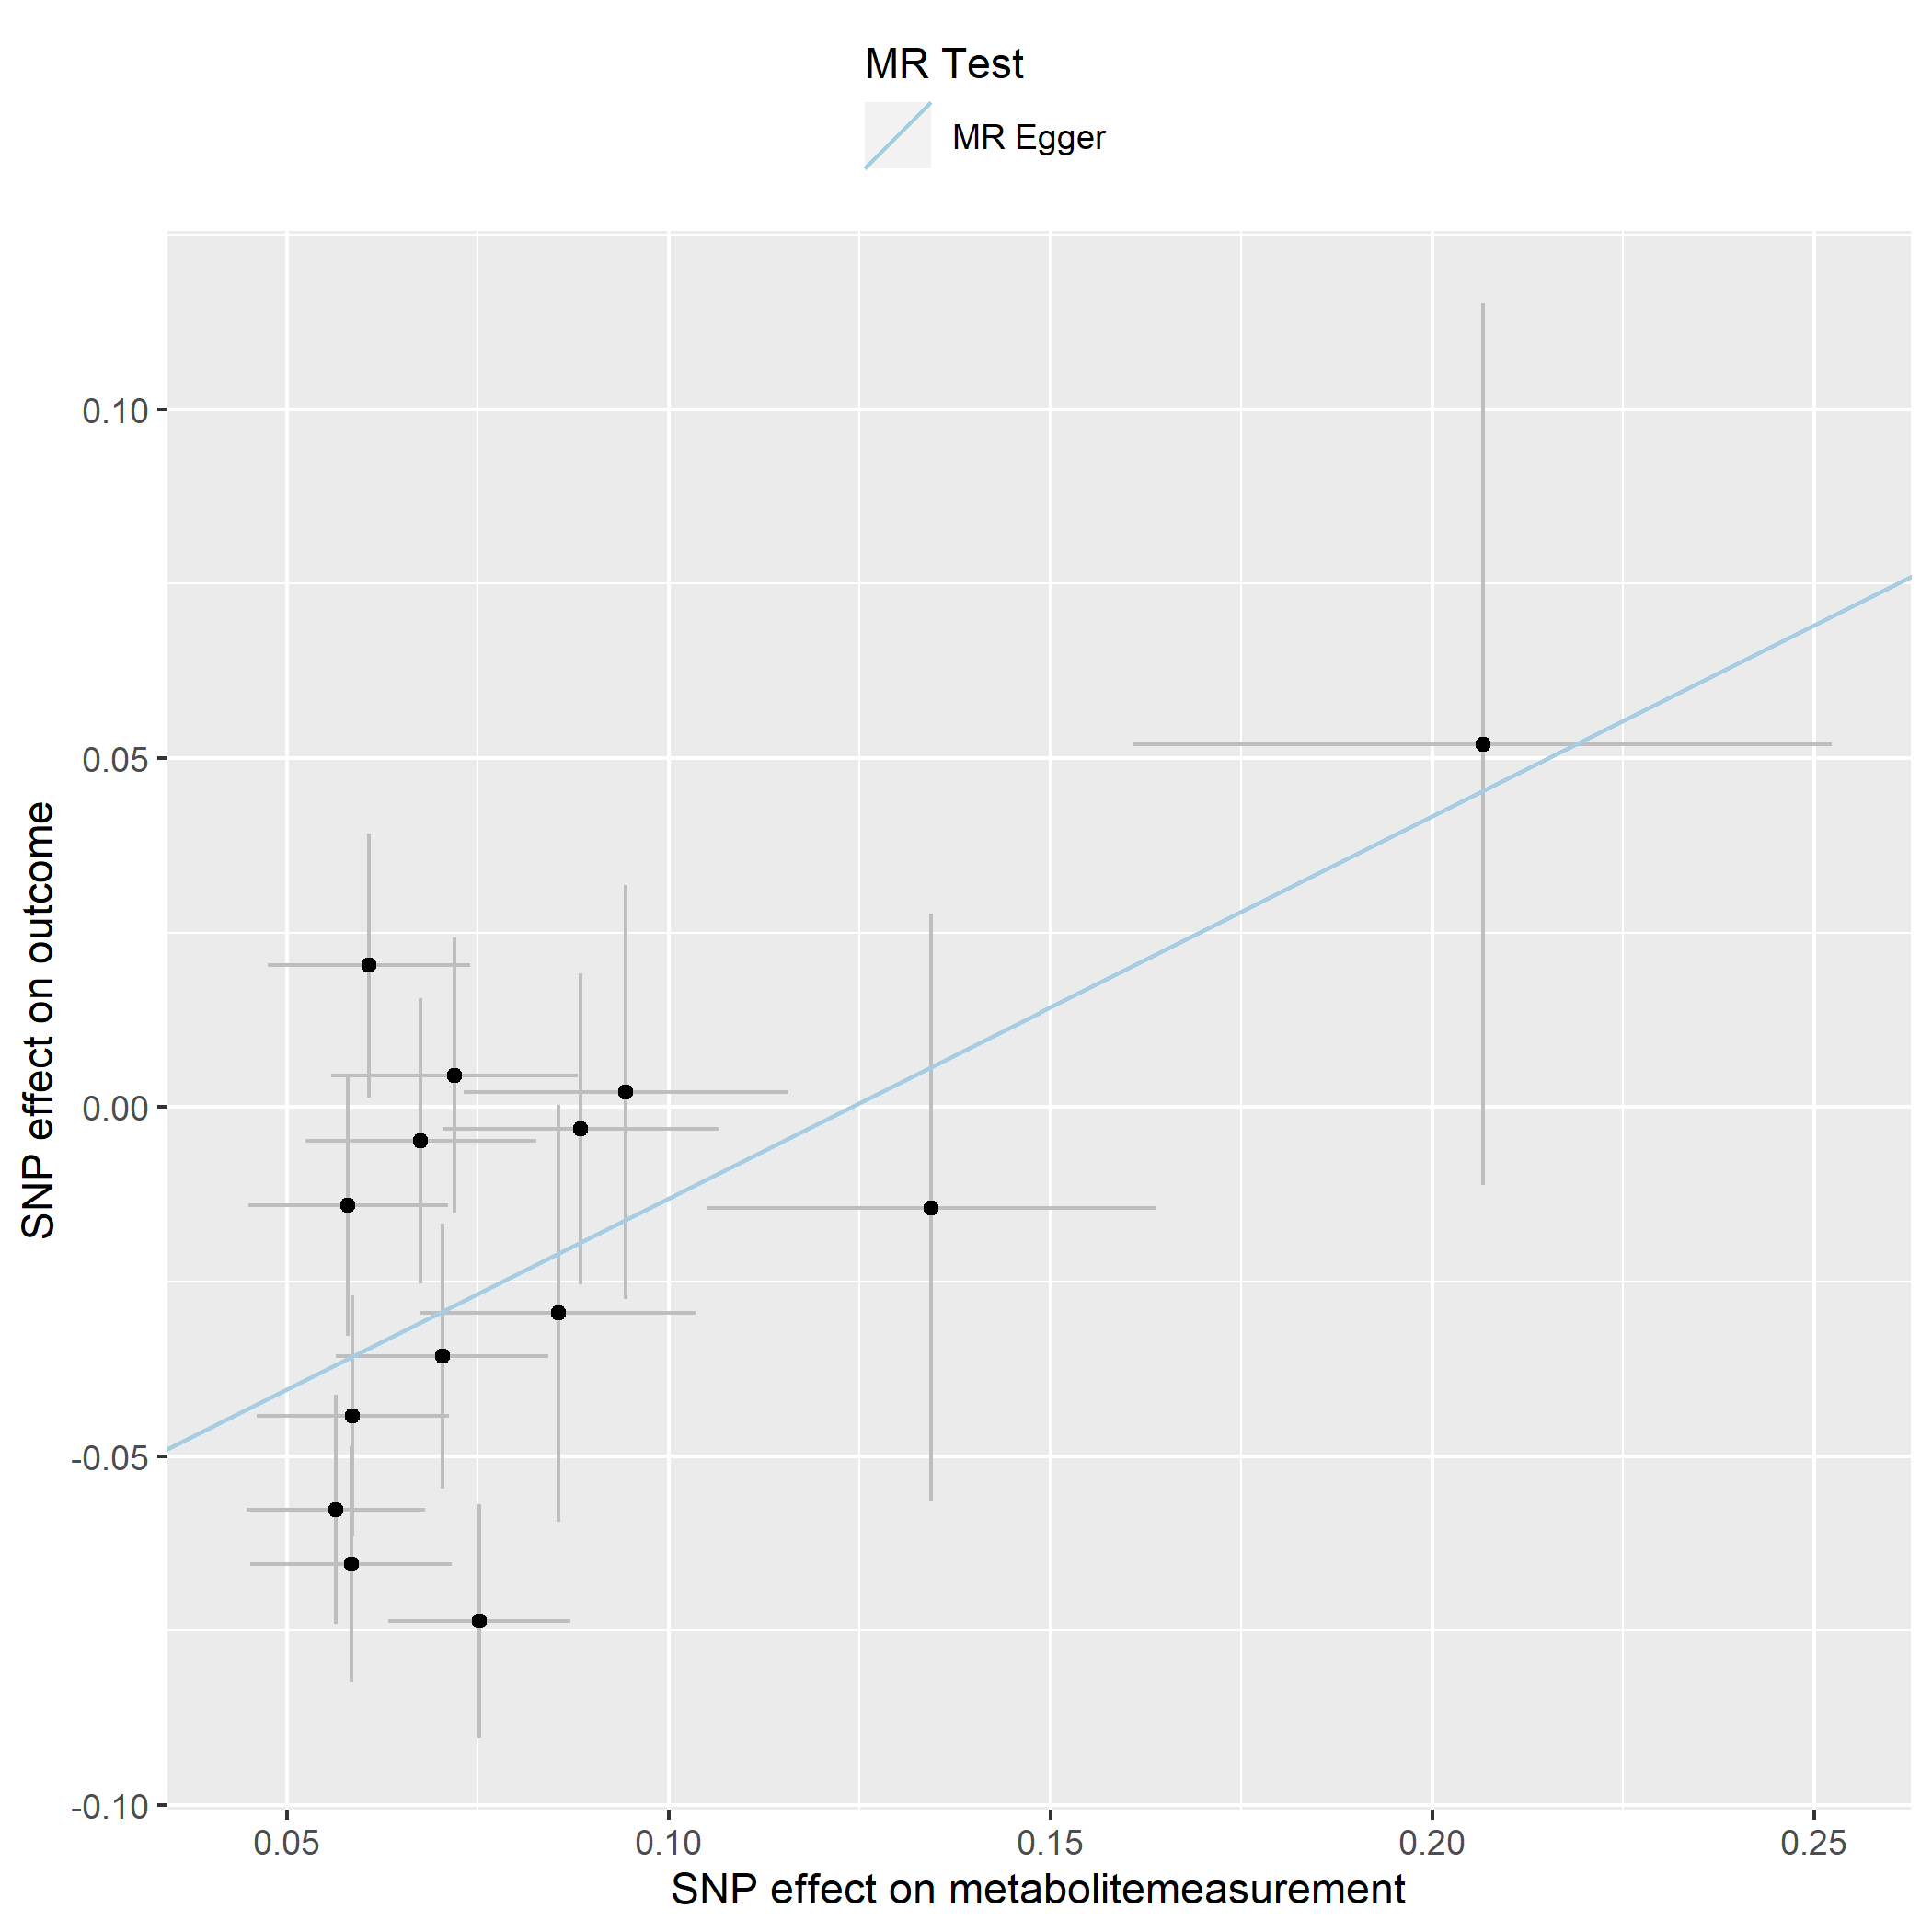 MR Test
MR Egger
0.10
0.05
0.00
-0.05
-0.10
SNP effect on outcome
0.05 0.10 0.15 0.20 0.25
SNP effect on metabolitemeasurement